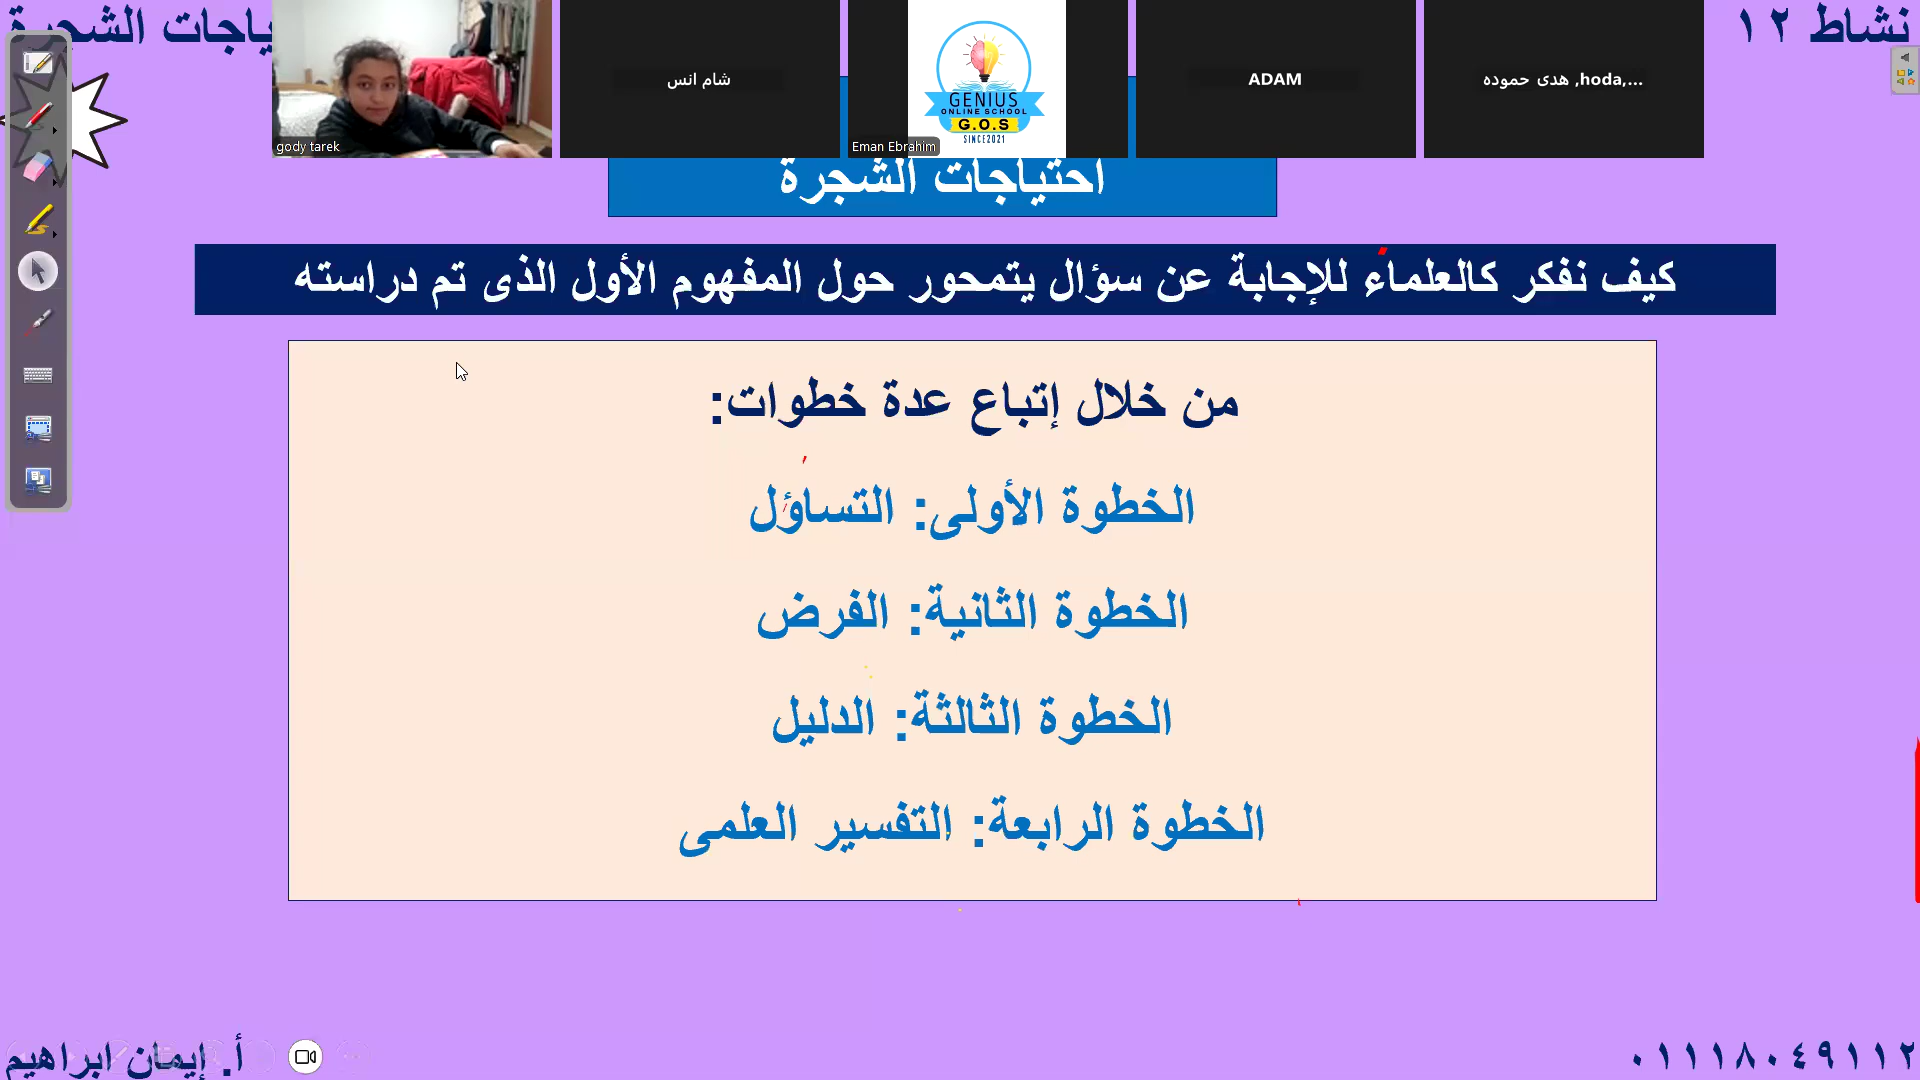 نشاط ١٢
ياجات الشجرة
gody tarek
شام انس
GENIUS
ONLINE SCHOOL
G.O.S
SINCE2021
Eman Ebrahim
ADAM
هدى حموده ,hoda,...
احتياجات الشجرة
كيف نفكر كالعلماء للإجابة عن سؤال يتمحور حول المفهوم الأول الذى تم دراسته
من خلال إتباع عدة خطوات:
الخطوة الأولى: التساؤل
الخطوة الثانية: الفرض
الخطوة الثالثة: الدليل
الخطوة الرابعة: التفسير العلمى
أ. إيمان ابراهيم
٠١١١٨٠٤٩١١٢